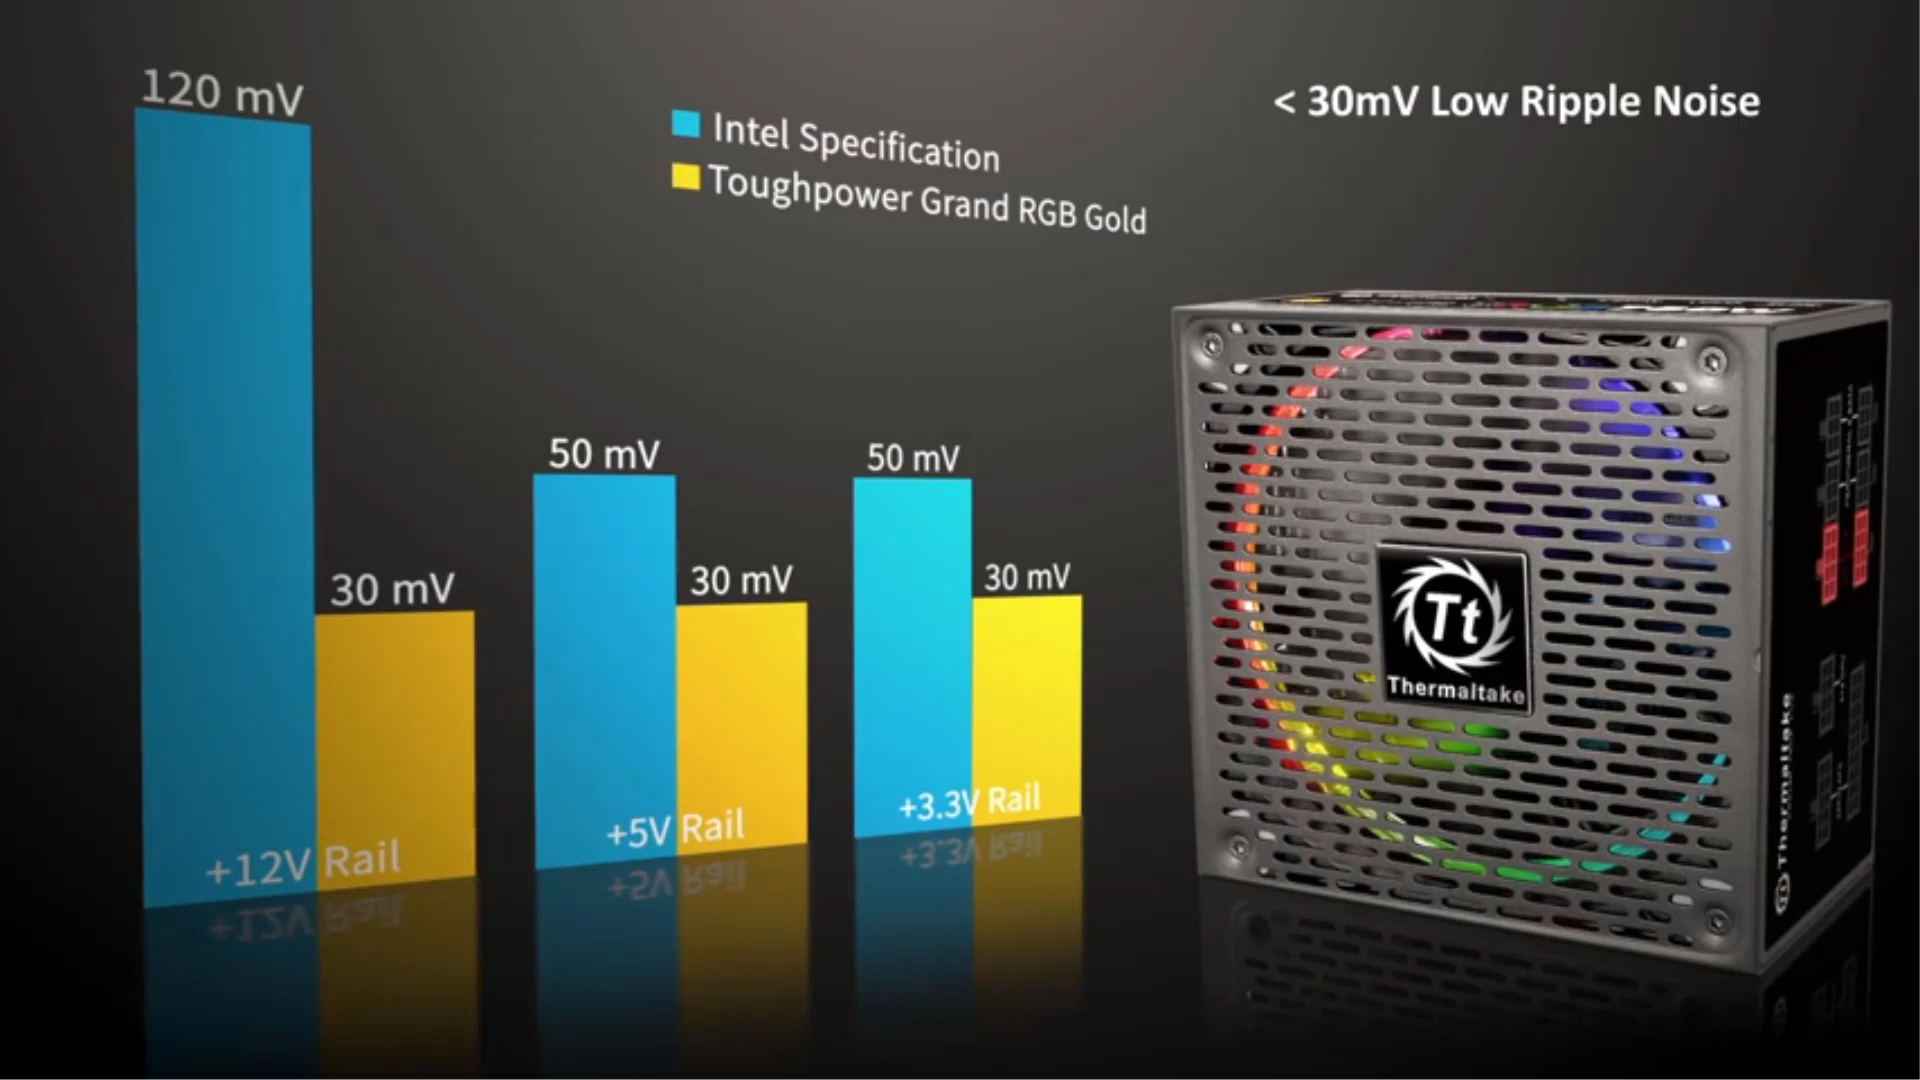 120 mV
Intel Specification
Toughpower Grand RGB Gold
< 30mV Low Ripple Noise
50 mV
50 mV
30 mV
30 mV
30 mV
+12V Rail
+5V Rail
+3.3V Rail
Tt
Thermaltake
Thermaltake